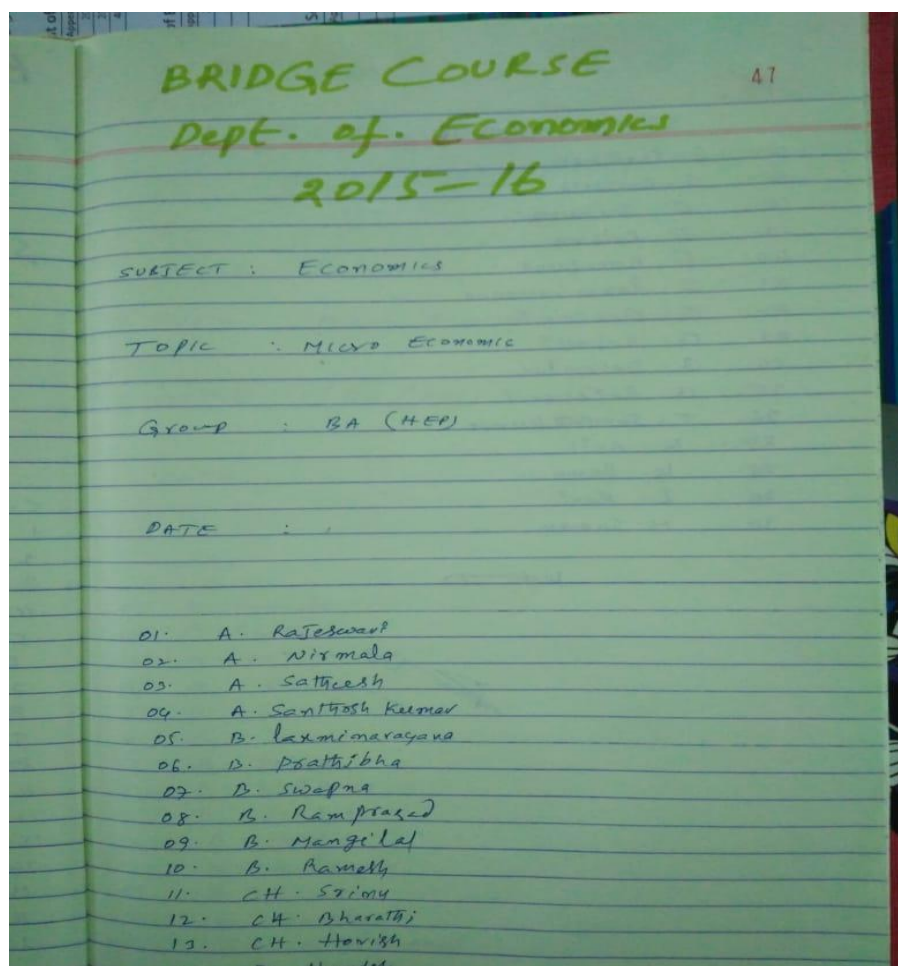 BRIDGE COURSE
47
Dept. of. Economics
2015-16
SUBJECT : Economics
TOPIC : Micro Economic
Group : BA (HEP)
DATE :
01. A. Rajeswari
02. A. Nirmala
03. A. Satheesh
04. A. Santhosh Kumar
05. B. laxminarayana
06. B. Prathibha
07. B. Swapna
08. B. Ram prasad
09. B. Mangilal
10. B. Ramesh
11. CH. Srinu
12. CH. Bharathi
13. CH. Harish